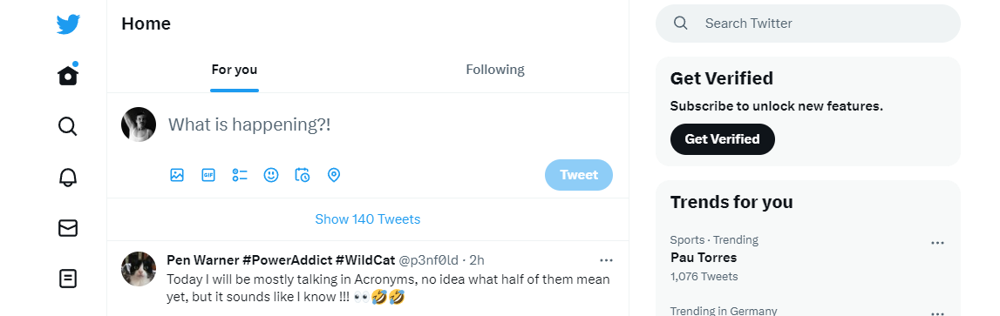 Home
For you
Following
What is happening?!
GIF
Tweet
Show 140 Tweets
Pen Warner #PowerAddict #WildCat @p3nf0ld · 2h
Today I will be mostly talking in Acronyms, no idea what half of them mean
yet, but it sounds like I know !!! 👀🤣🤣
Search Twitter
Get Verified
Subscribe to unlock new features.
Get Verified
Trends for you
Sports · Trending
Pau Torres
1,076 Tweets
Trending in Germany